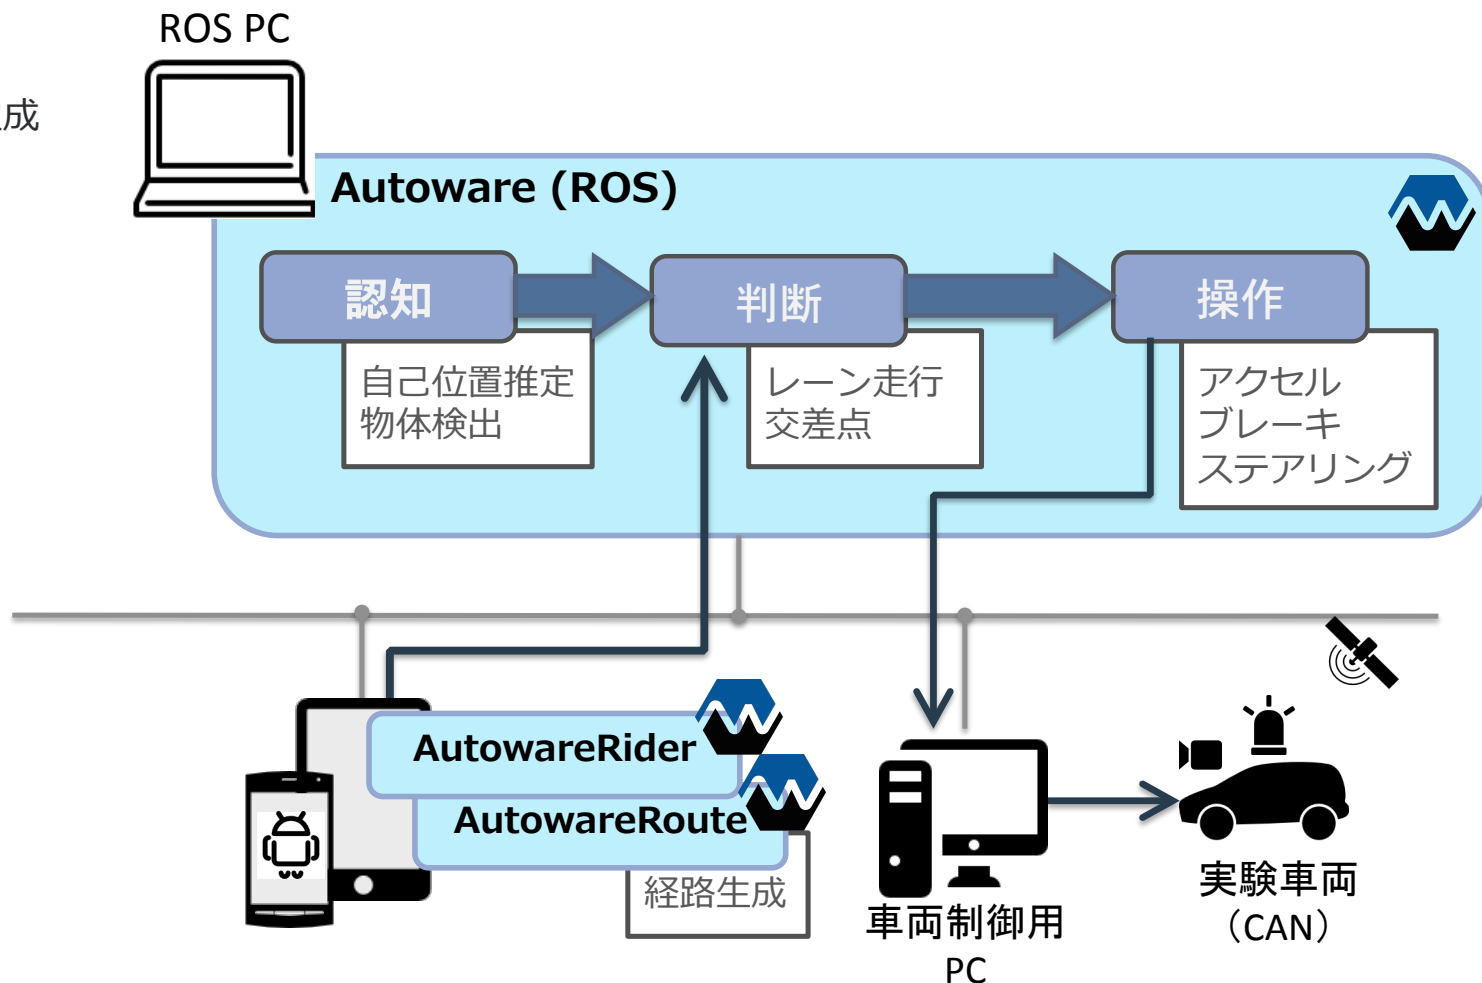 ROS PC
成
Autoware (ROS)
認知
判断
操作
自己位置推定
物体検出
レーン走行
交差点
アクセル
ブレーキ
ステアリング
AutowareRider
AutowareRoute
経路生成
車両制御用
PC
実験車両
（CAN）